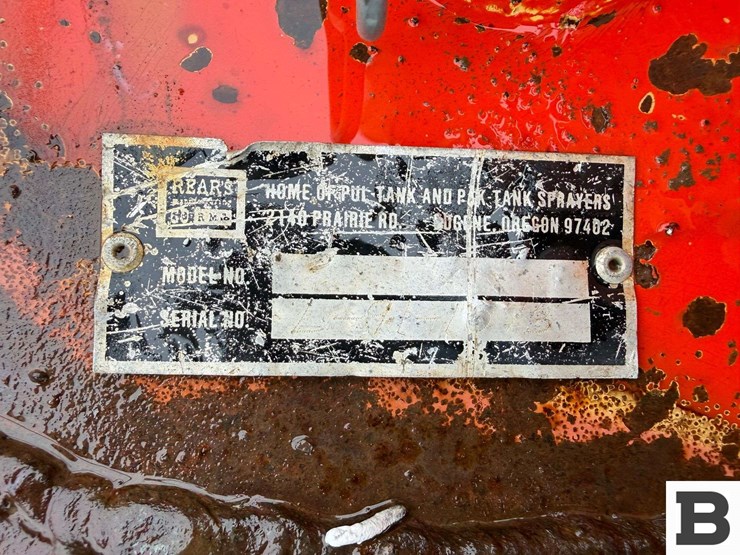 REAR'S
HOME OF PUL-TANK AND PAK-TANK SPRAYERS
2140 PRAIRIE RD. EUGENE, OREGON 97402
MODEL NO.
SERIAL NO.
B